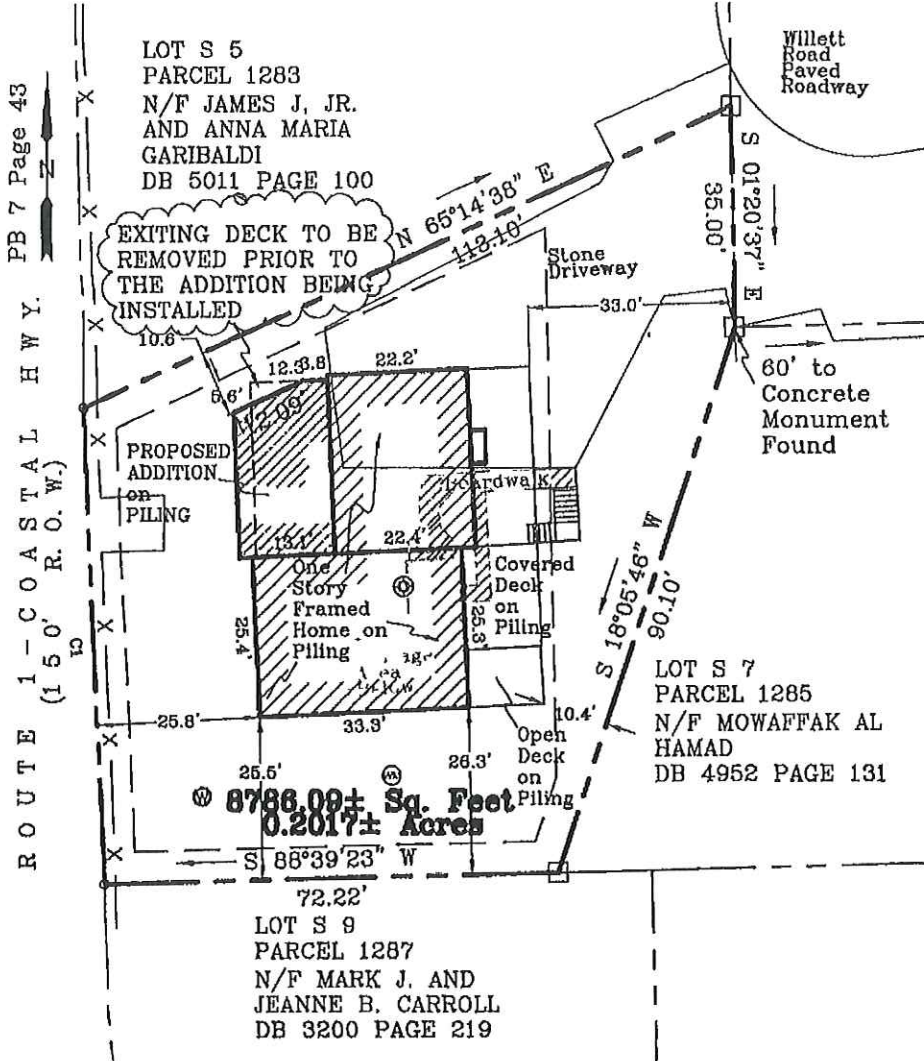 LOT S 5
PARCEL 1283
N/F JAMES J, JR.
AND ANNA MARIA
GARIBALDI
DB 5011 PAGE 100
Willett
Road
Paved
Roadway
PB 7 Page 43
N
EXITING DECK TO BE
REMOVED PRIOR TO
THE ADDITION BEING
INSTALLED
N 65°14'38" E
S 01°20'37" E
35.00'
Stone
Driveway
33.0'
10.6
12.3
3.8
22.2'
5.6'
12.09'
60' to
Concrete
Monument
Found
PROPOSED
ADDITION
on
PILING
13.1'
22.4'
One
Story
Framed
Home on
Piling
Covered
Deck
on
Piling
25.4'
25.3'
S 18°05'46" W
90.10'
ROUTE 1-COASTAL HWY.
(150' R.O.W.)
C1
LOT S 7
PARCEL 1285
N/F MOWAFFAK AL
HAMAD
DB 4952 PAGE 131
25.8'
10.4'
Open
Deck
on
Piling
25.5'
26.3'
W
8786.09± Sq. Feet
0.2017± Acres
S 88°39'23" W
72.22'
LOT S 9
PARCEL 1287
N/F MARK J. AND
JEANNE B. CARROLL
DB 3200 PAGE 219